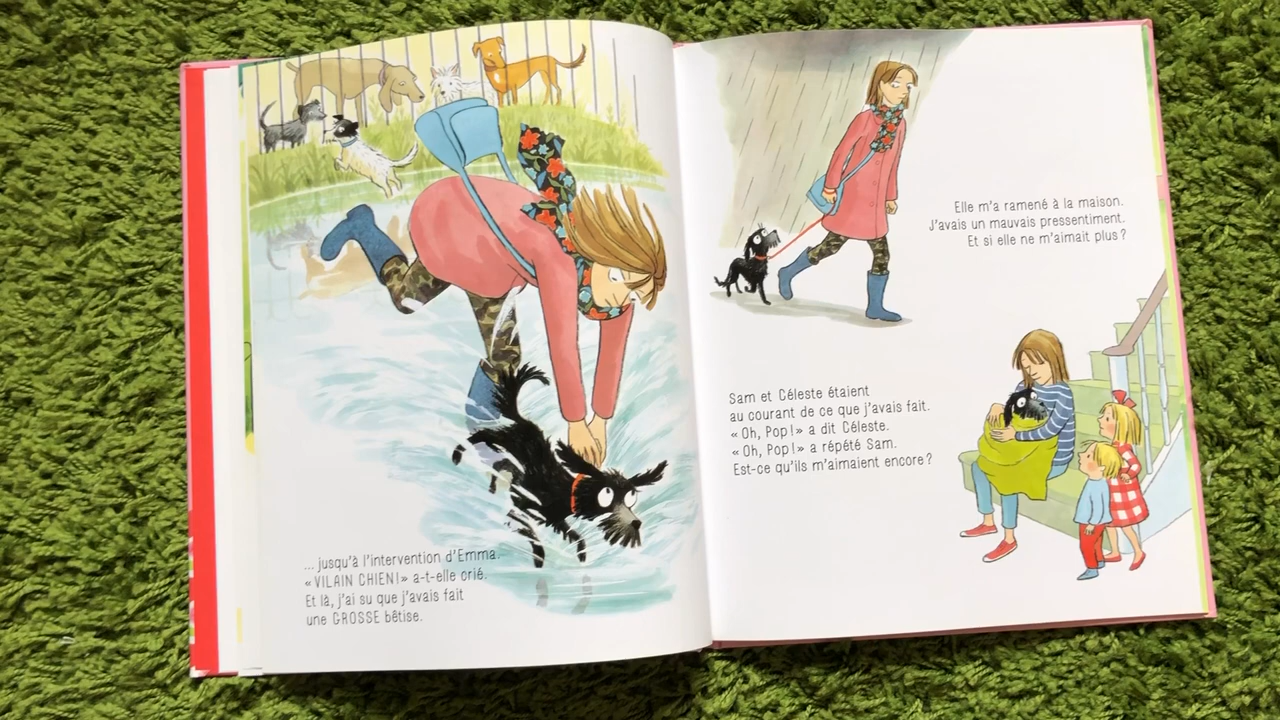 ... jusqu'à l'intervention d'Emma.
« VILAIN CHIEN! » a-t-elle crié.
Et là, j'ai su que j'avais fait
une GROSSE bêtise.
Elle m'a ramené à la maison.
J'avais un mauvais pressentiment.
Et si elle ne m'aimait plus ?
Sam et Céleste étaient
au courant de ce que j'avais fait.
« Oh, Pop! » a dit Céleste.
« Oh, Pop! » a répété Sam.
Est-ce qu'ils m'aimaient encore ?